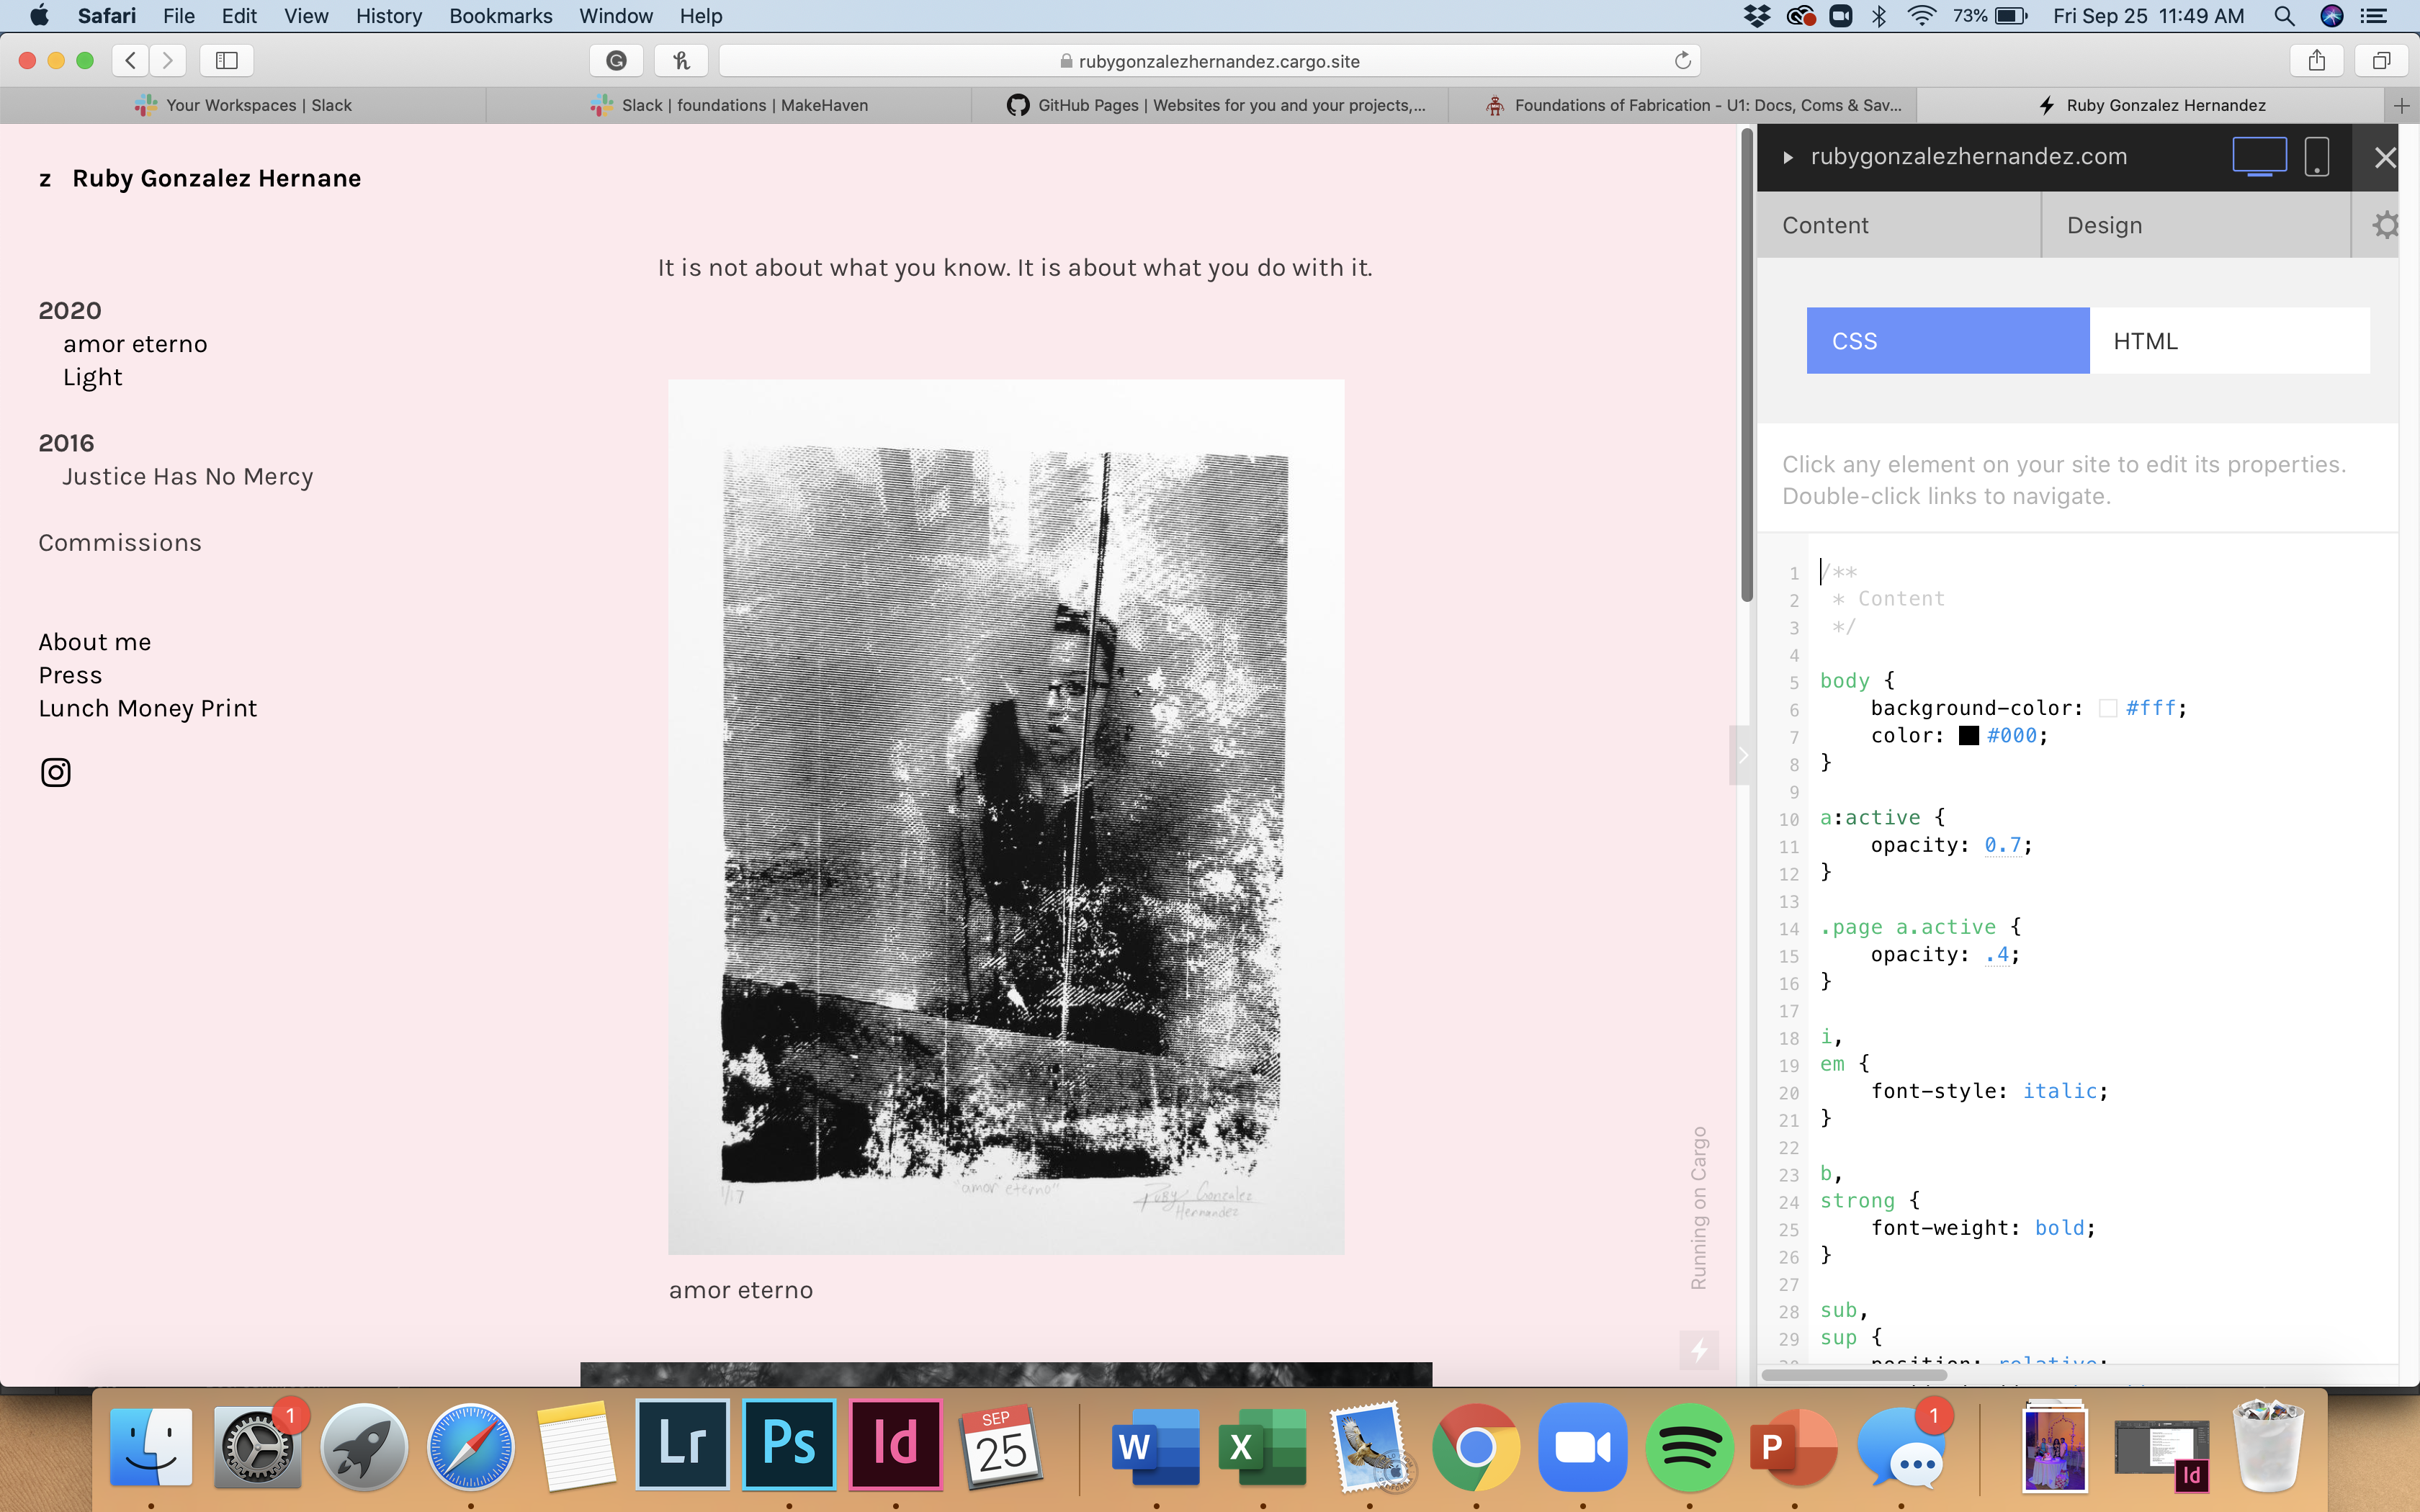 Safari File Edit View History Bookmarks Window Help 73% Fri Sep 25 11:49 AM
rubygonzalezhernandez.cargo.site
Your Workspaces | Slack
Slack | foundations | MakeHaven
GitHub Pages | Websites for you and your projects,...
Foundations of Fabrication - U1: Docs, Coms & Sav...
Ruby Gonzalez Hernandez
z Ruby Gonzalez Hernane
It is not about what you know. It is about what you do with it.
2020
amor eterno
Light
2016
Justice Has No Mercy
Commissions
About me
Press
Lunch Money Print
1/17
"amor eterno"
Ruby Gonzalez
Hernandez
amor eterno
Running on Cargo
rubygonzalezhernandez.com
Content Design
CSS HTML
Click any element on your site to edit its properties.
Double-click links to navigate.
1 /**
2 * Content
3 */
4
5 body {
6 background-color: #fff;
7 color: #000;
8 }
9
10 a:active {
11 opacity: 0.7;
12 }
13
14 .page a.active {
15 opacity: .4;
16 }
17
18 i,
19 em {
20 font-style: italic;
21 }
22
23 b,
24 strong {
25 font-weight: bold;
26 }
27
28 sub,
29 sup {
30 position: relative;
1
Lr
Ps
Id
SEP
25
W
X
P
1
Id